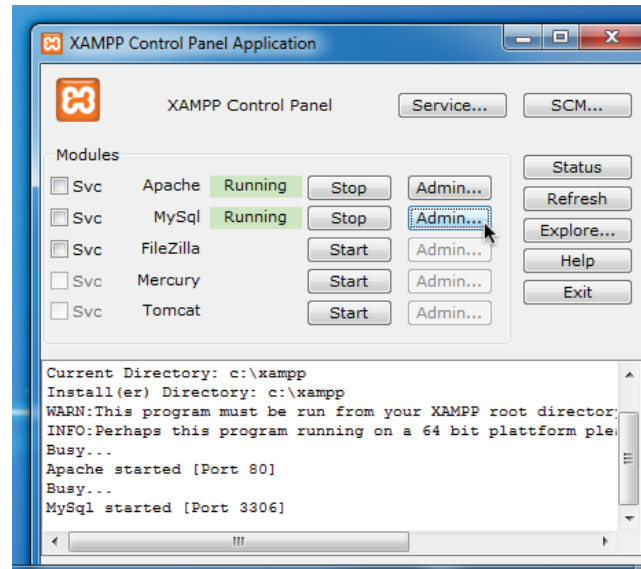 XAMPP Control Panel Application
XAMPP Control Panel Service... SCM...
Modules
Status
Svc Apache Running Stop Admin...
Refresh
Svc MySql Running Stop Admin...
Explore...
Svc FileZilla Start Admin...
Help
Svc Mercury Start Admin...
Exit
Svc Tomcat Start Admin...
Current Directory: c:\xampp
Install(er) Directory: c:\xampp
WARN:This program must be run from your XAMPP root director
INFO:Perhaps this program running on a 64 bit plattform
Busy...
Apache started [Port 80]
Busy...
MySql started [Port 3306]